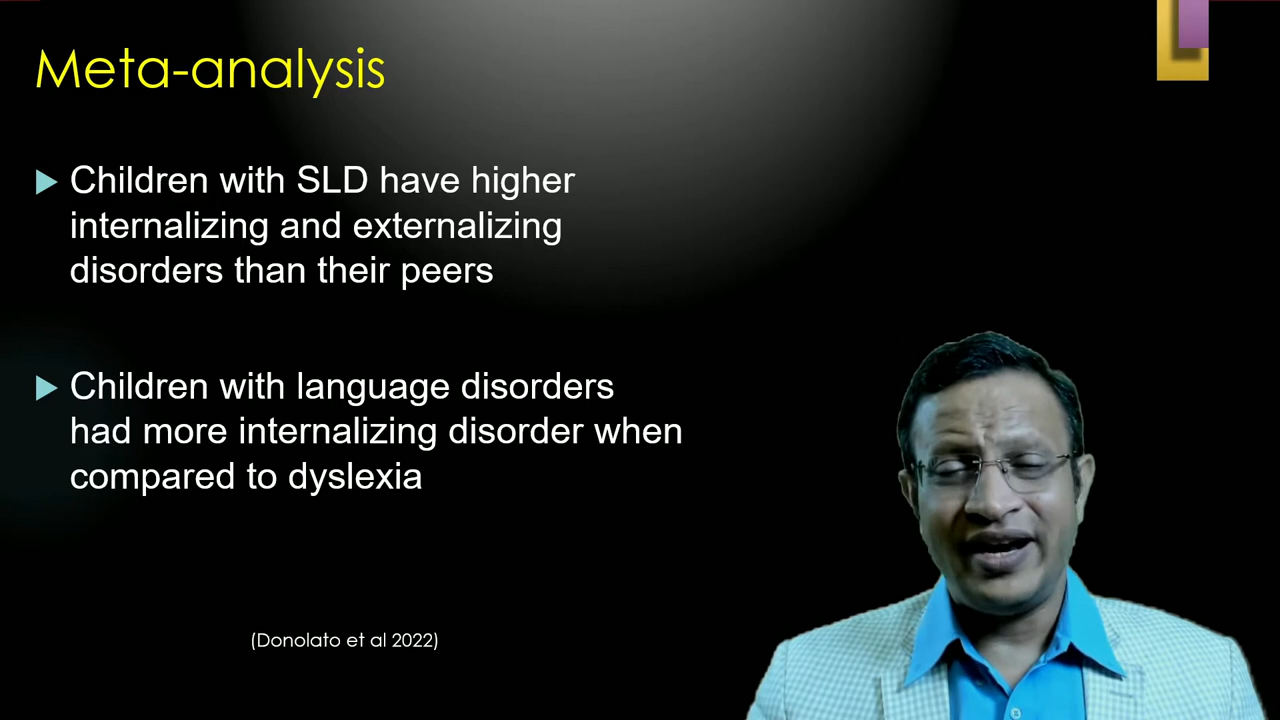 Meta-analysis
Children with SLD have higher
internalizing and externalizing
disorders than their peers
Children with language disorders
had more internalizing disorder when
compared to dyslexia
(Donolato et al 2022)